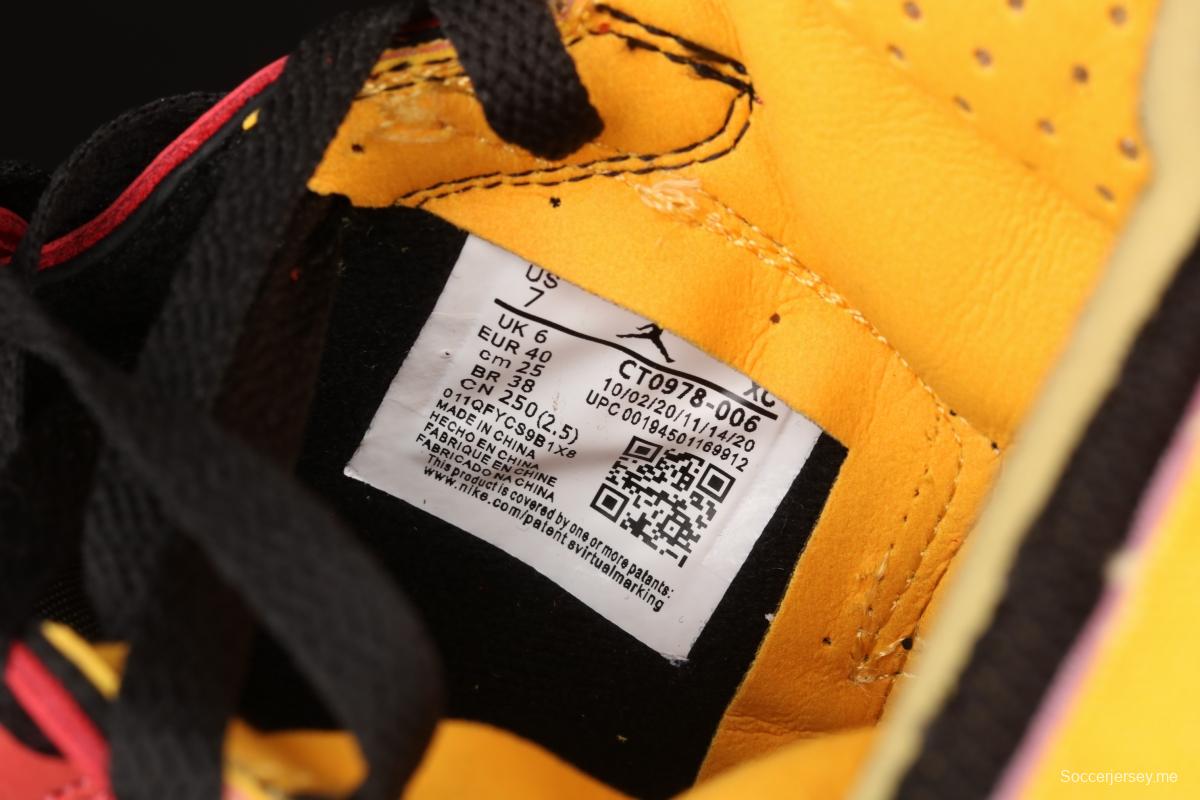 US
7
XC
UK 6
EUR 40
cm 25
BR 38
CN 250(2.5)
011QFYCS9B1X8
MADE IN CHINA
HECHO EN CHINA
FABRIQUE EN CHINE
FABRICADO NA CHINA
CT0978-006
10/02/20/11/14/20
UPC 00194501169912
This product is covered by one or more patents:
www.nike.com/patent svirtualmarking
Soccerjersey.me